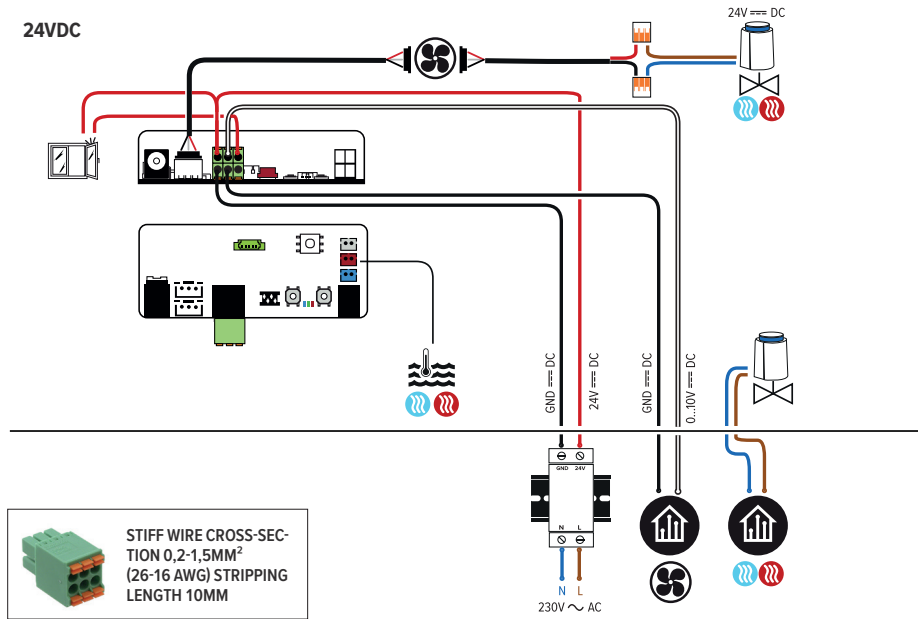 24VDC
24V ⎓ DC
GND ⎓ DC
24V ⎓ DC
GND ⎓ DC
0...10V ⎓ DC
GND 24V
N L
N L
230V ∼ AC
STIFF WIRE CROSS-SEC-
TION 0,2-1,5MM²
(26-16 AWG) STRIPPING
LENGTH 10MM